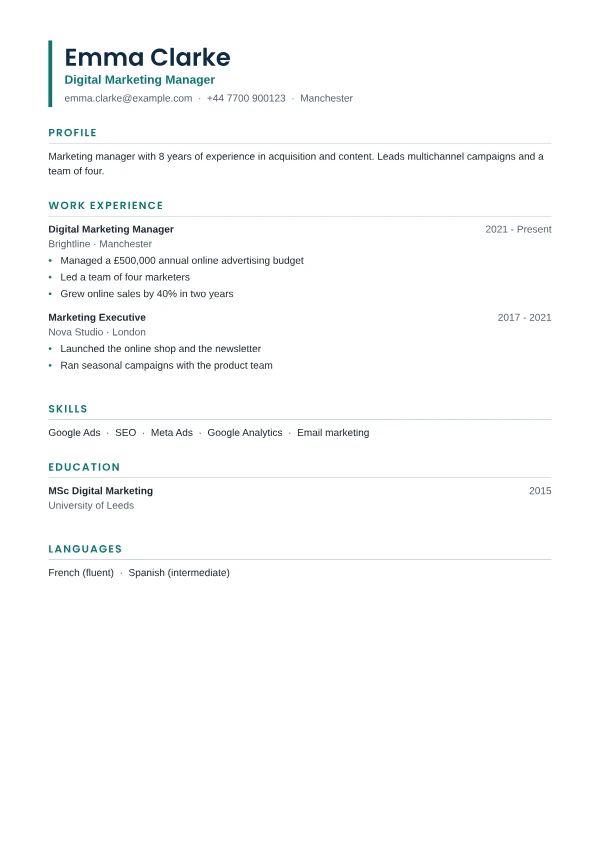 Emma Clarke
Digital Marketing Manager
emma.clarke@example.com · +44 7700 900123 · Manchester
PROFILE
Marketing manager with 8 years of experience in acquisition and content. Leads multichannel campaigns and a
team of four.
WORK EXPERIENCE
Digital Marketing Manager 2021 - Present
Brightline · Manchester
• Managed a £500,000 annual online advertising budget
• Led a team of four marketers
• Grew online sales by 40% in two years
Marketing Executive 2017 - 2021
Nova Studio · London
• Launched the online shop and the newsletter
• Ran seasonal campaigns with the product team
SKILLS
Google Ads · SEO · Meta Ads · Google Analytics · Email marketing
EDUCATION
MSc Digital Marketing 2015
University of Leeds
LANGUAGES
French (fluent) · Spanish (intermediate)